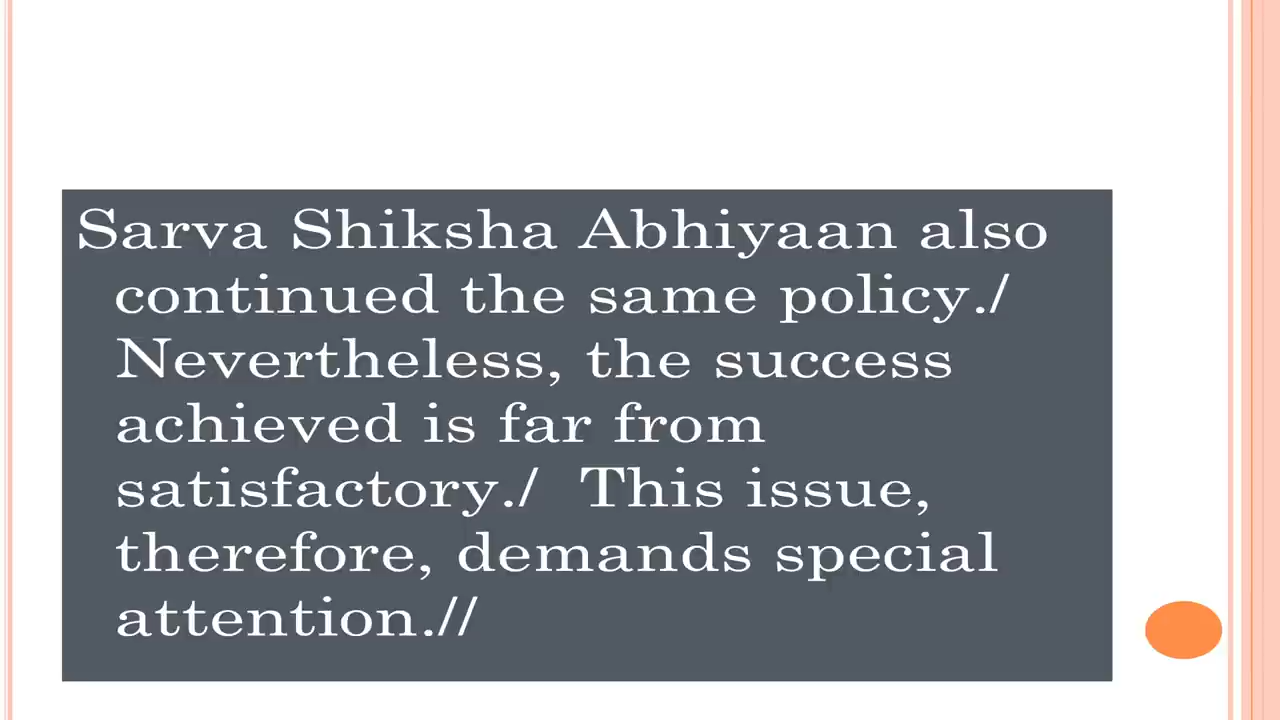 Sarva Shiksha Abhiyaan also
continued the same policy./
Nevertheless, the success
achieved is far from
satisfactory./  This issue,
therefore, demands special
attention.//